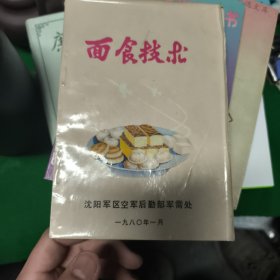 面食技术
沈阳军区空军后勤部军需处
一九八〇年一月